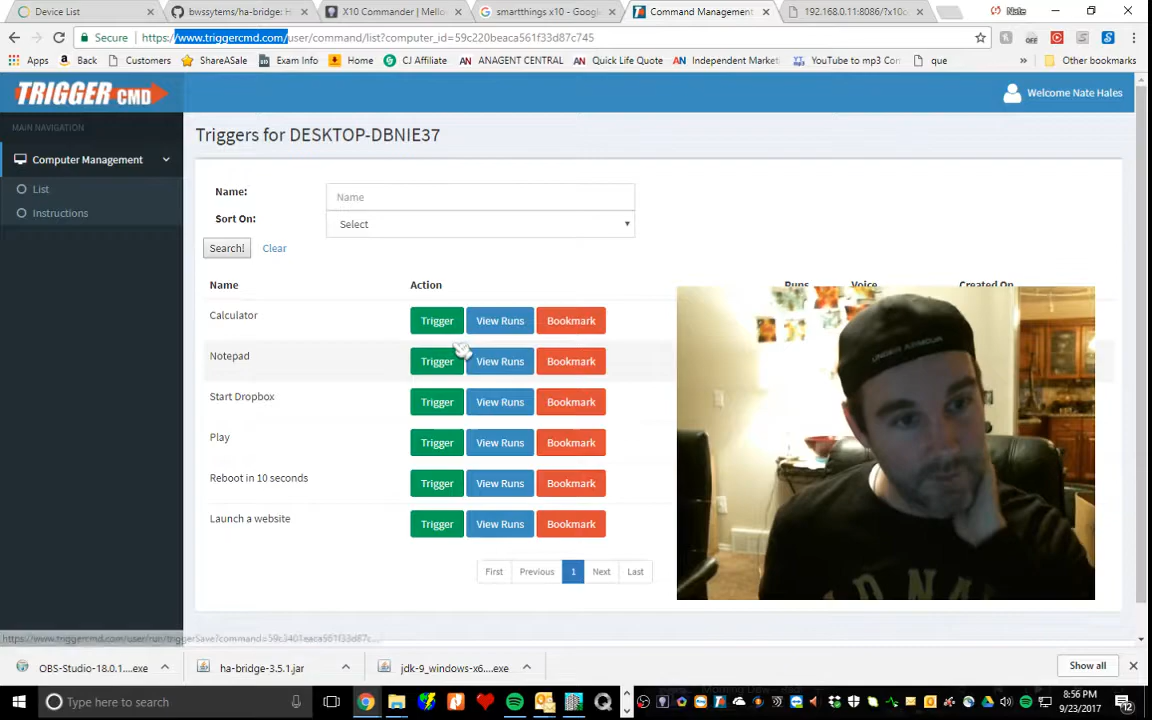 Device List
bwssytems/ha-bridge: H
X10 Commander | Mello
smartthings x10 - Google
Command Management
192.168.0.11:8086/?x10c
Nate
Secure
https://www.triggercmd.com/user/command/list?computer_id=59c220beaca561f33d87c745
Apps
Back
Customers
ShareASale
Exam Info
Home
CJ Affiliate
AN ANAGENT CENTRAL
Quick Life Quote
AN Independent Marke
YouTube to mp3 Con
que
»
Other bookmarks
TRIGGER CMD
Welcome Nate Hales
MAIN NAVIGATION
Computer Management
List
Instructions
Triggers for DESKTOP-DBNIE37
Name:
Name
Sort On:
Select
Search!
Clear
Name
Action
Runs
Voice
Created On
Calculator
Trigger
View Runs
Bookmark
Notepad
Trigger
View Runs
Bookmark
Start Dropbox
Trigger
View Runs
Bookmark
Play
Trigger
View Runs
Bookmark
Reboot in 10 seconds
Trigger
View Runs
Bookmark
Launch a website
Trigger
View Runs
Bookmark
First
Previous
1
Next
Last
UNDER ARMOUR
OBS-Studio-18.0.1....exe
ha-bridge-3.5.1.jar
jdk-9_windows-x6....exe
Show all
Type here to search
8:56 PM
9/23/2017
12